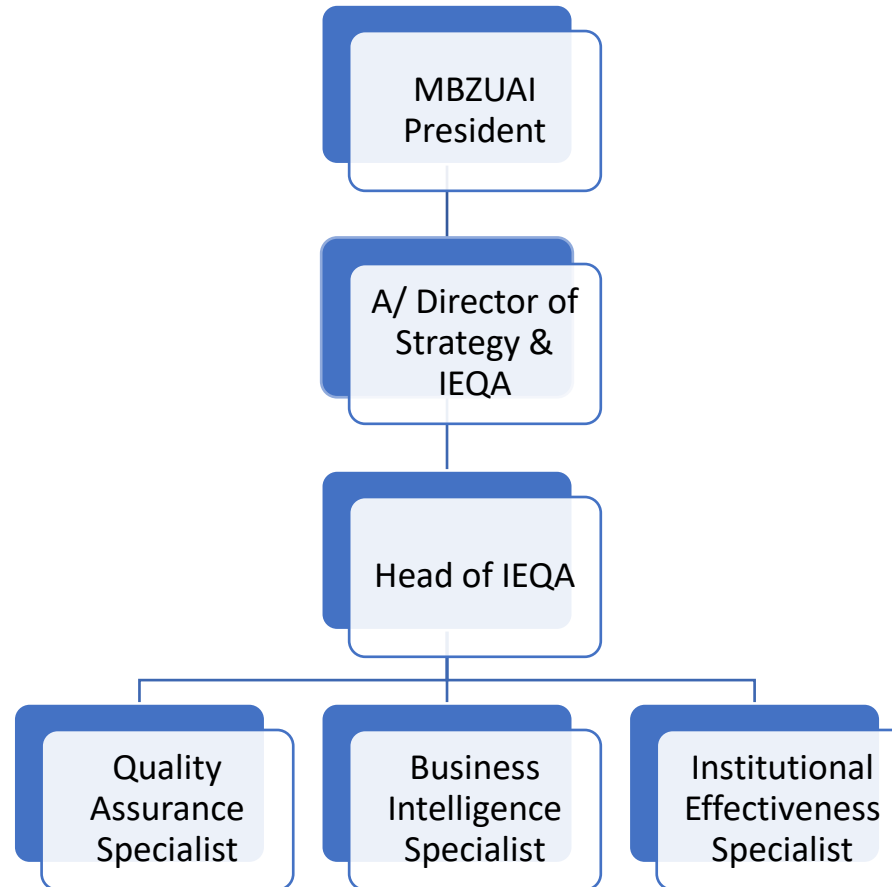 MBZUAI
President
A/ Director of
Strategy &
IEQA
Head of IEQA
Quality
Assurance
Specialist
Business
Intelligence
Specialist
Institutional
Effectiveness
Specialist